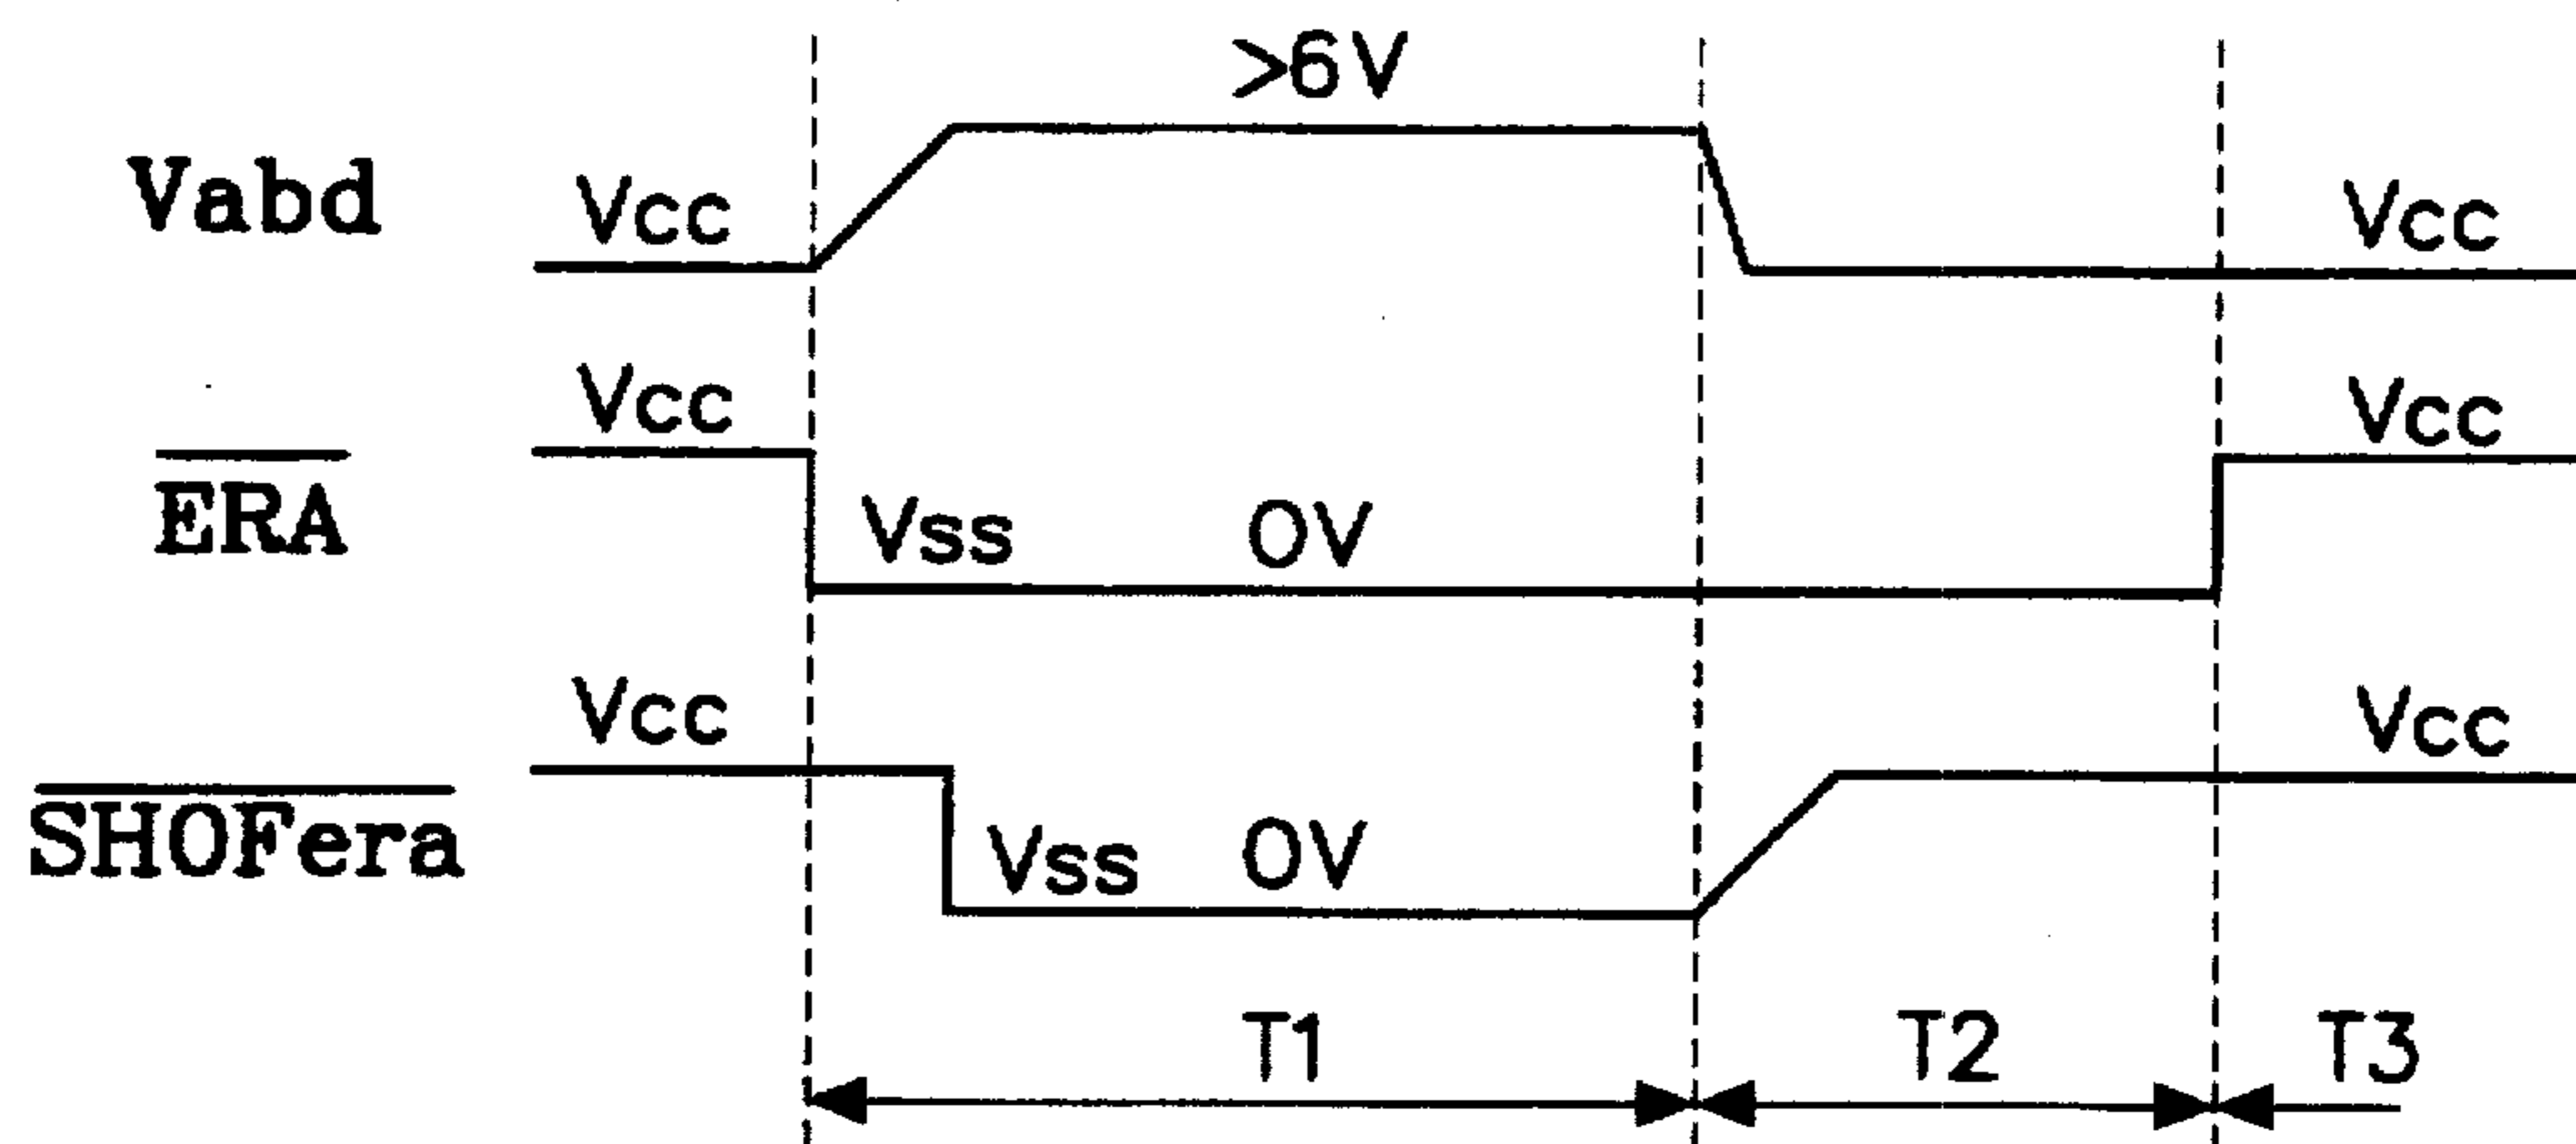 >6V
Vabd Vcc Vcc
Vcc Vcc
ERA Vss 0V
Vcc Vcc
SHOFera Vss 0V
T1 T2 T3